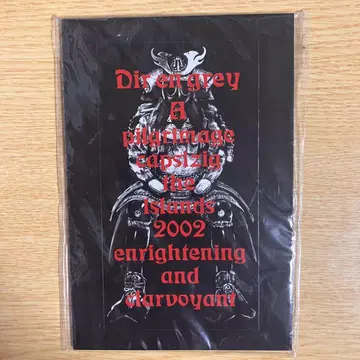 Dir en grey
A
pilgrimage
capsizig
the
islands
2002
enrightening
and
clarvoyant